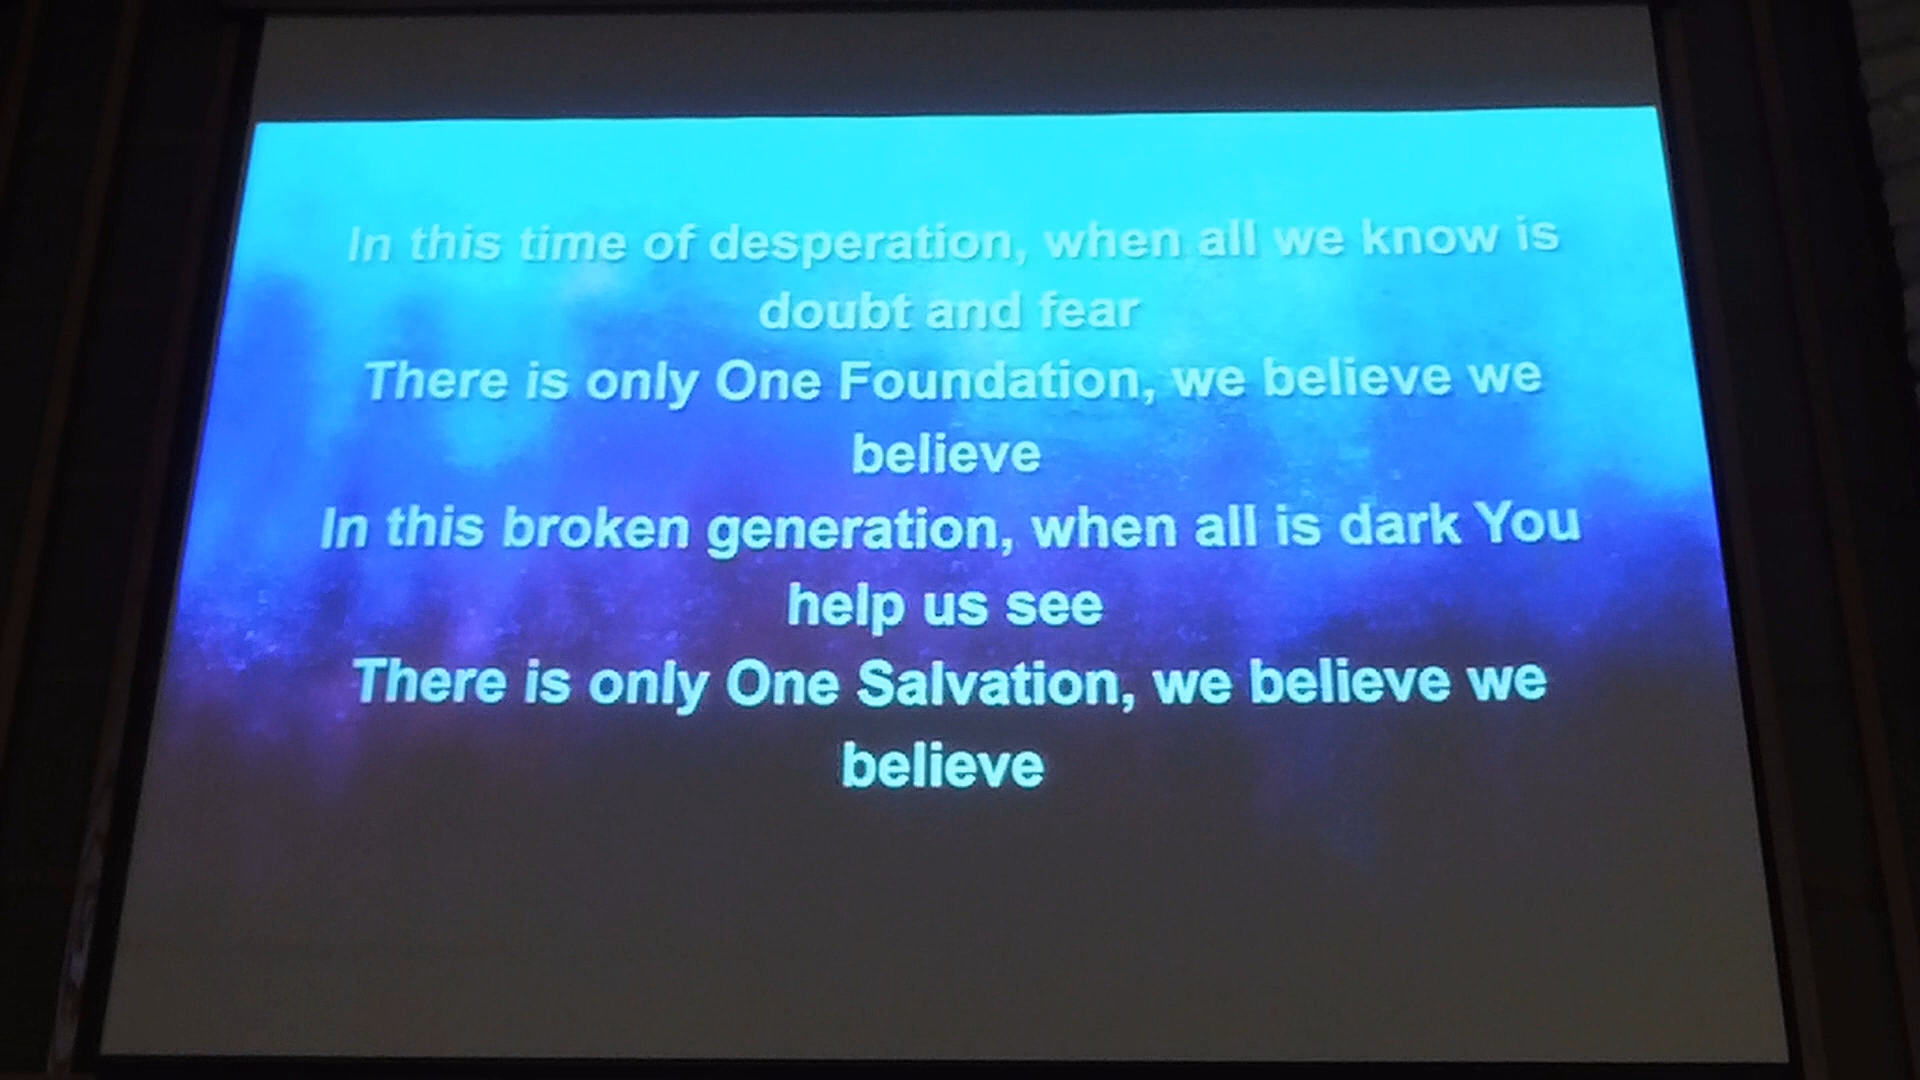 In this time of desperation, when all we know is
doubt and fear
There is only One Foundation, we believe we
believe
In this broken generation, when all is dark You
help us see
There is only One Salvation, we believe we
believe